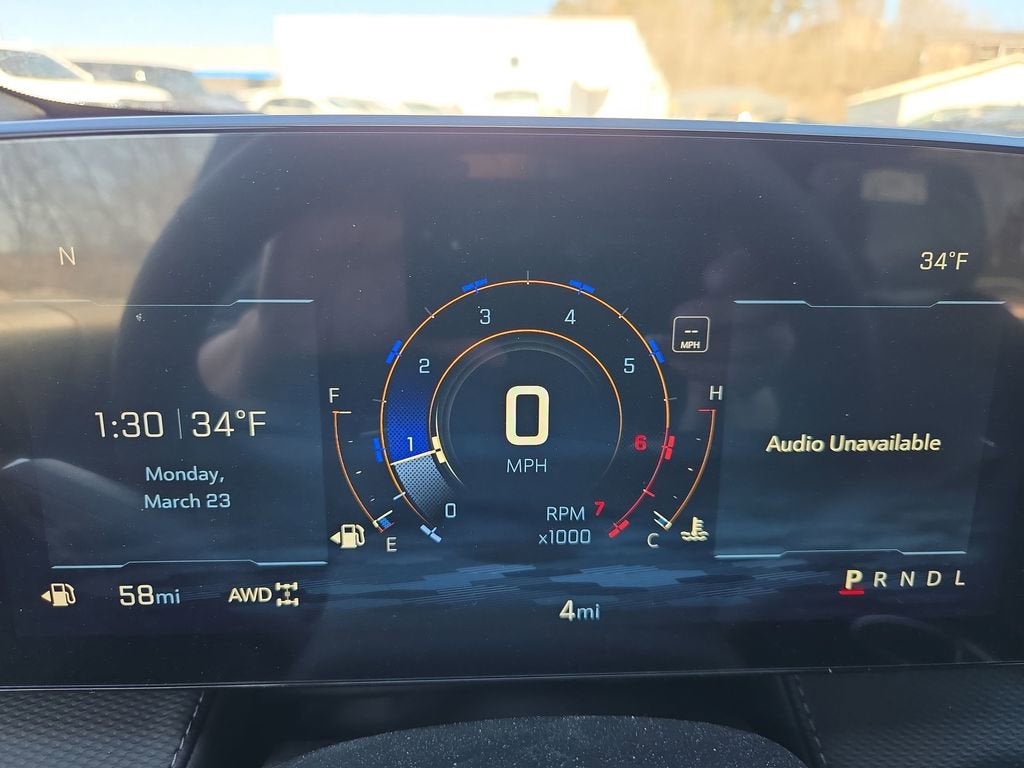 N
34°F
1:30 | 34°F
Monday,
March 23
F
E
0
1
2
3
4
5
6
7
0
MPH
RPM
x1000
--
MPH
H
C
Audio Unavailable
58mi
AWD
4mi
P R N D L